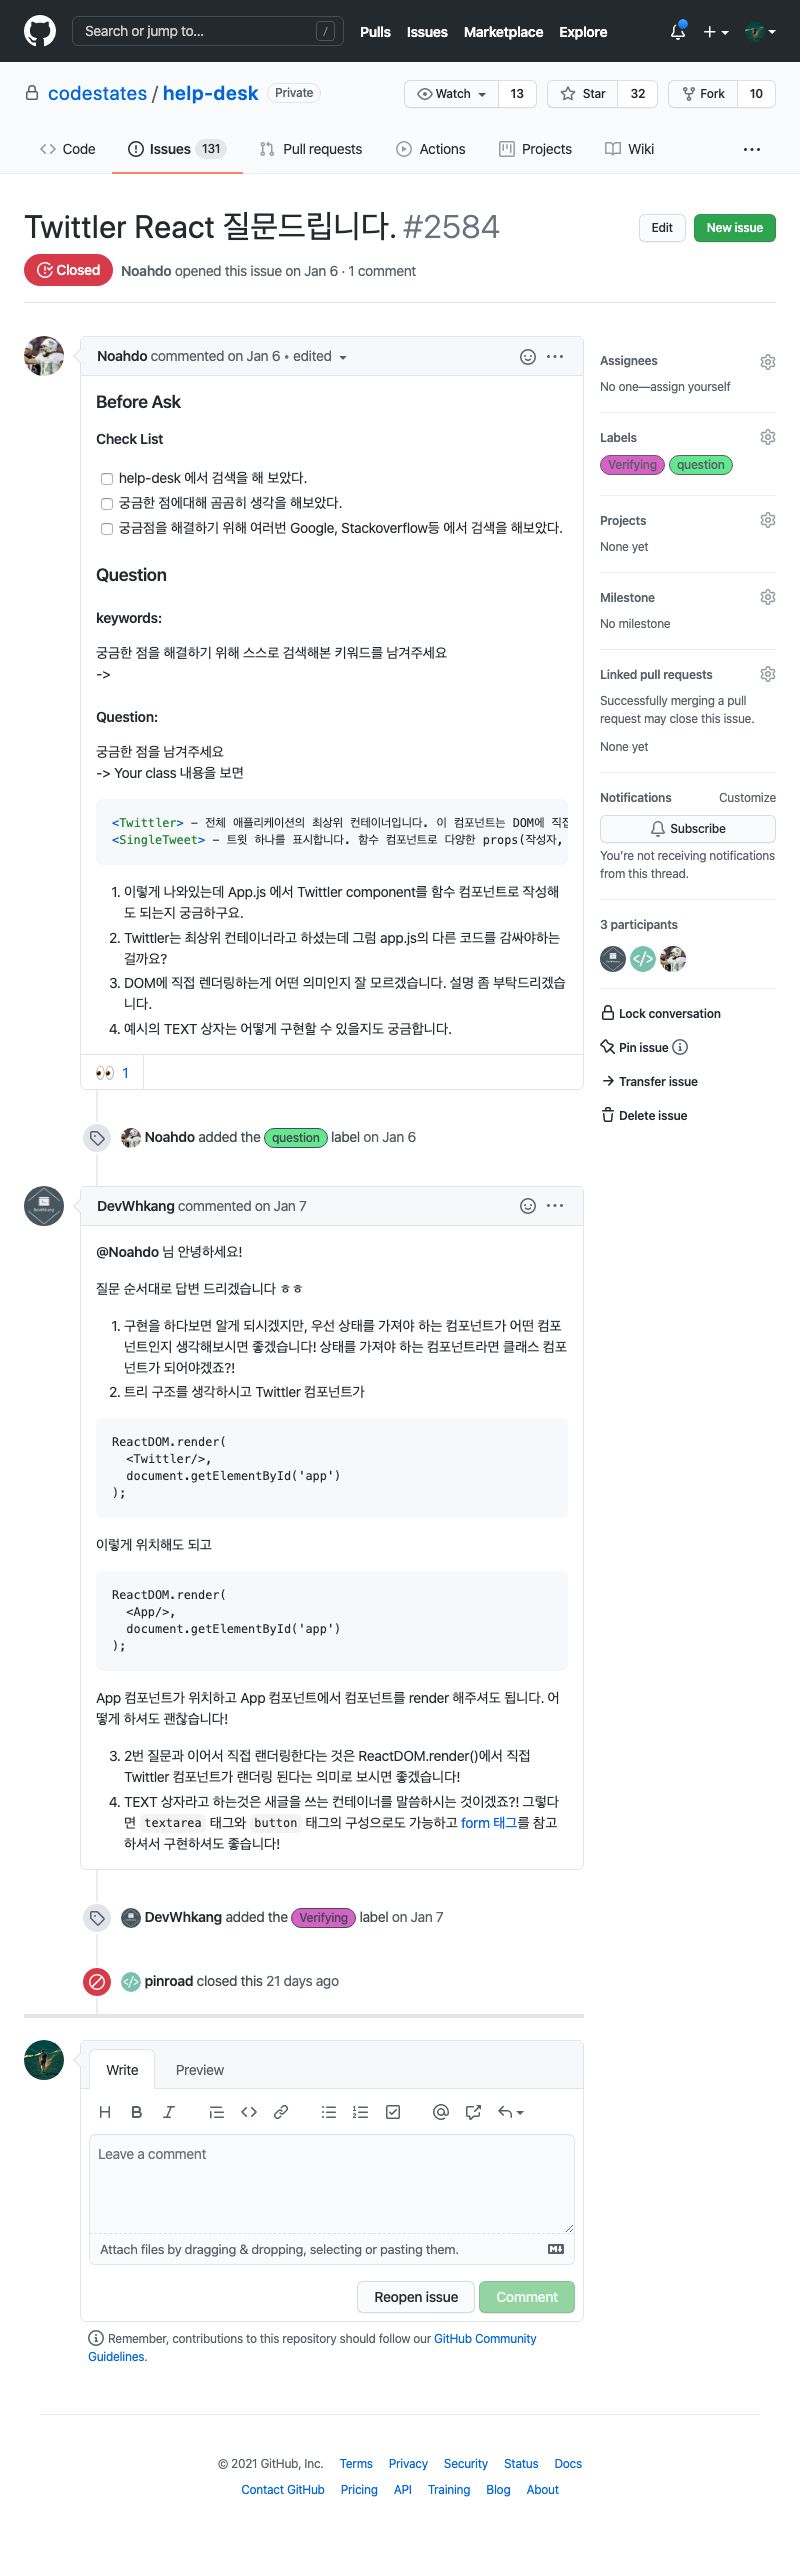 Search or jump to... /
Pulls Issues Marketplace Explore
codestates / help-desk Private
Watch 13 Star 32 Fork 10
Code Issues 131 Pull requests Actions Projects Wiki ...
Twittler React 질문드립니다. #2584
Edit New issue
Closed Noahdo opened this issue on Jan 6 · 1 comment
Noahdo commented on Jan 6 • edited
Before Ask
Check List
help-desk 에서 검색을 해 보았다.
궁금한 점에대해 곰곰히 생각을 해보았다.
궁금점을 해결하기 위해 여러번 Google, Stackoverflow등 에서 검색을 해보았다.
Question
keywords:
궁금한 점을 해결하기 위해 스스로 검색해본 키워드를 남겨주세요
->
Question:
궁금한 점을 남겨주세요
-> Your class 내용을 보면
<Twittler> – 전체 애플리케이션의 최상위 컨테이너입니다. 이 컴포넌트는 DOM에 직접
<SingleTweet> – 트윗 하나를 표시합니다. 함수 컴포넌트로 다양한 props(작성자,
1. 이렇게 나와있는데 App.js 에서 Twittler component를 함수 컴포넌트로 작성해
도 되는지 궁금하구요.
2. Twittler는 최상위 컨테이너라고 하셨는데 그럼 app.js의 다른 코드를 감싸야하는
걸까요?
3. DOM에 직접 렌더링하는게 어떤 의미인지 잘 모르겠습니다. 설명 좀 부탁드리겠습
니다.
4. 예시의 TEXT 상자는 어떻게 구현할 수 있을지도 궁금합니다.
👀 1
Noahdo added the question label on Jan 6
DevWhkang commented on Jan 7
@Noahdo 님 안녕하세요!
질문 순서대로 답변 드리겠습니다 ㅎㅎ
1. 구현을 하다보면 알게 되시겠지만, 우선 상태를 가져야 하는 컴포넌트가 어떤 컴포
넌트인지 생각해보시면 좋겠습니다! 상태를 가져야 하는 컴포넌트라면 클래스 컴포
넌트가 되어야겠죠?!
2. 트리 구조를 생각하시고 Twittler 컴포넌트가
ReactDOM.render(
<Twittler/>,
document.getElementById('app')
);
이렇게 위치해도 되고
ReactDOM.render(
<App/>,
document.getElementById('app')
);
App 컴포넌트가 위치하고 App 컴포넌트에서 컴포넌트를 render 해주셔도 됩니다. 어
떻게 하셔도 괜찮습니다!
3. 2번 질문과 이어서 직접 랜더링한다는 것은 ReactDOM.render()에서 직접
Twittler 컴포넌트가 랜더링 된다는 의미로 보시면 좋겠습니다!
4. TEXT 상자라고 하는것은 새글을 쓰는 컨테이너를 말씀하시는 것이겠죠?! 그렇다
면 textarea 태그와 button 태그의 구성으로도 가능하고 form 태그를 참고
하셔서 구현하셔도 좋습니다!
DevWhkang added the Verifying label on Jan 7
pinroad closed this 21 days ago
Write Preview
Leave a comment
Attach files by dragging & dropping, selecting or pasting them.
Reopen issue Comment
Remember, contributions to this repository should follow our GitHub Community
Guidelines.
Assignees
No one—assign yourself
Labels
Verifying question
Projects
None yet
Milestone
No milestone
Linked pull requests
Successfully merging a pull
request may close this issue.
None yet
Notifications Customize
Subscribe
You're not receiving notifications
from this thread.
3 participants
Lock conversation
Pin issue
Transfer issue
Delete issue
© 2021 GitHub, Inc. Terms Privacy Security Status Docs
Contact GitHub Pricing API Training Blog About